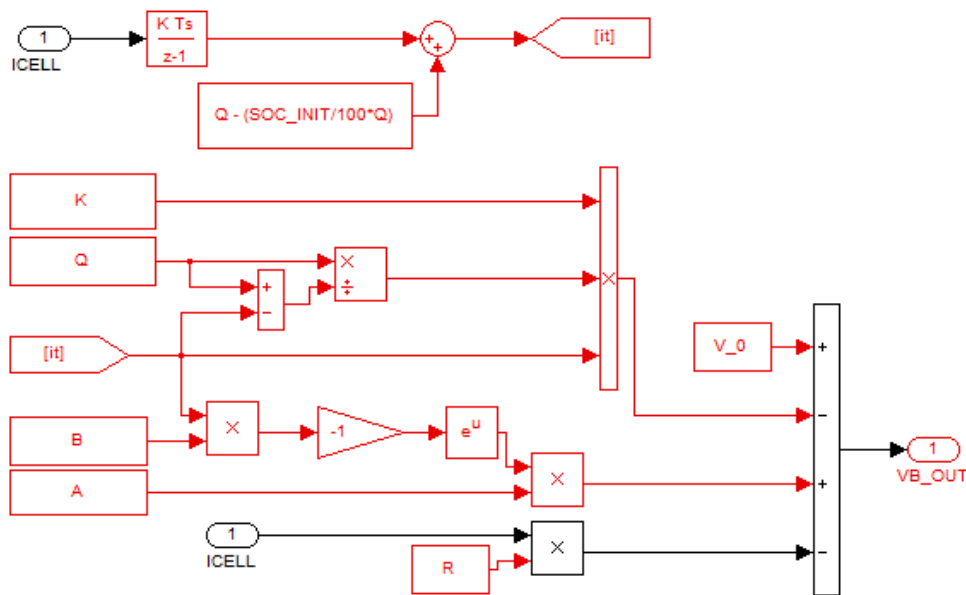 1
ICELL
K Ts
z-1
+
+
[it]
Q - (SOC_INIT/100*Q)
K
Q
+
−
×
÷
×
[it]
V_0
+
−
B
×
-1
e^u
A
×
+
1
VB_OUT
1
ICELL
R
×
−